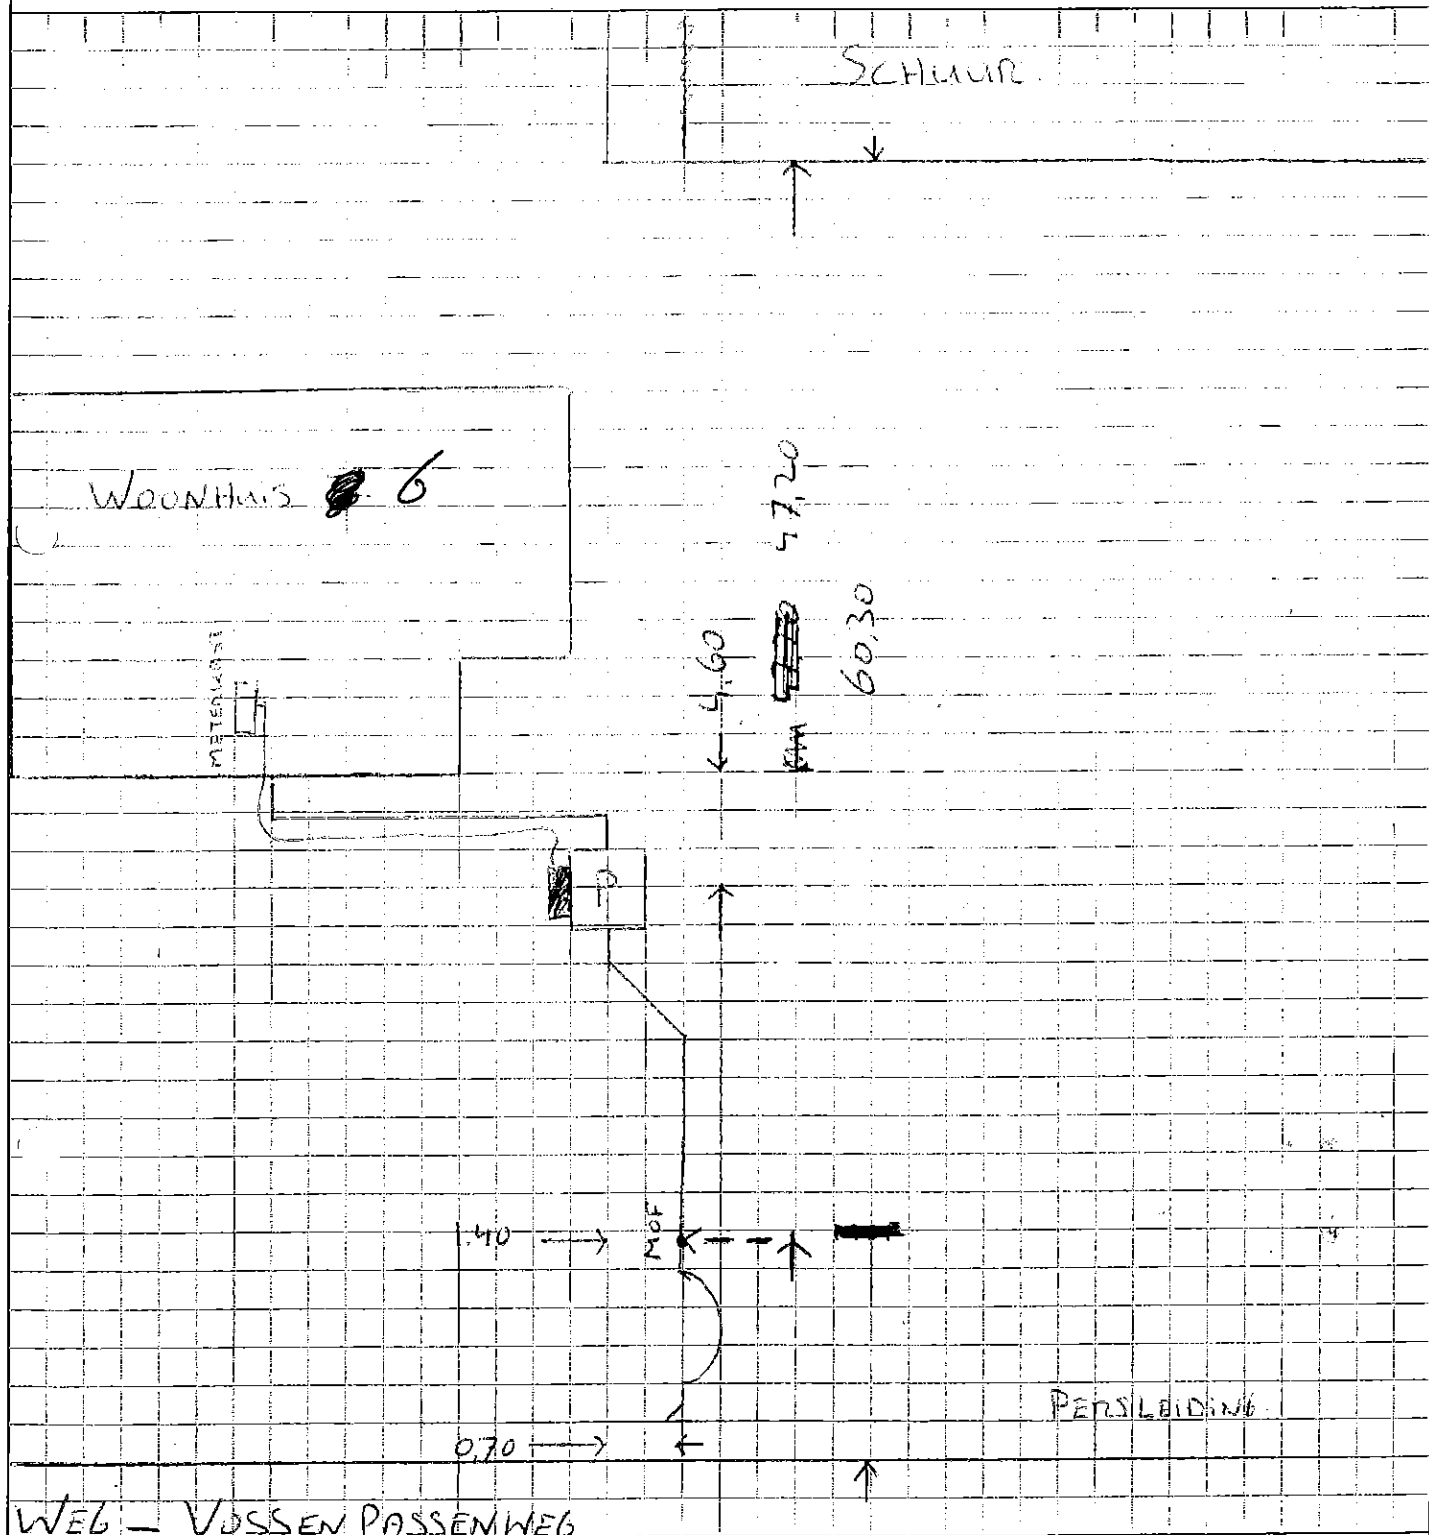 SCHUUR
WOONHUIS 6
METERKAST
4,60
47,20
60,30
P
1.40
MOF
PERSLEIDING
0,70
WEG - VOSSENPASSENWEG